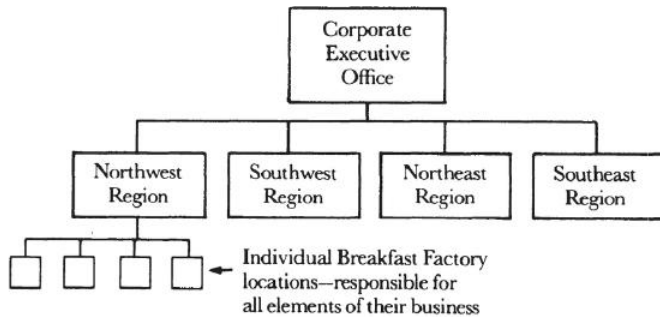 Corporate
Executive
Office
Northwest
Region
Southwest
Region
Northeast
Region
Southeast
Region
Individual Breakfast Factory
locations—responsible for
all elements of their business